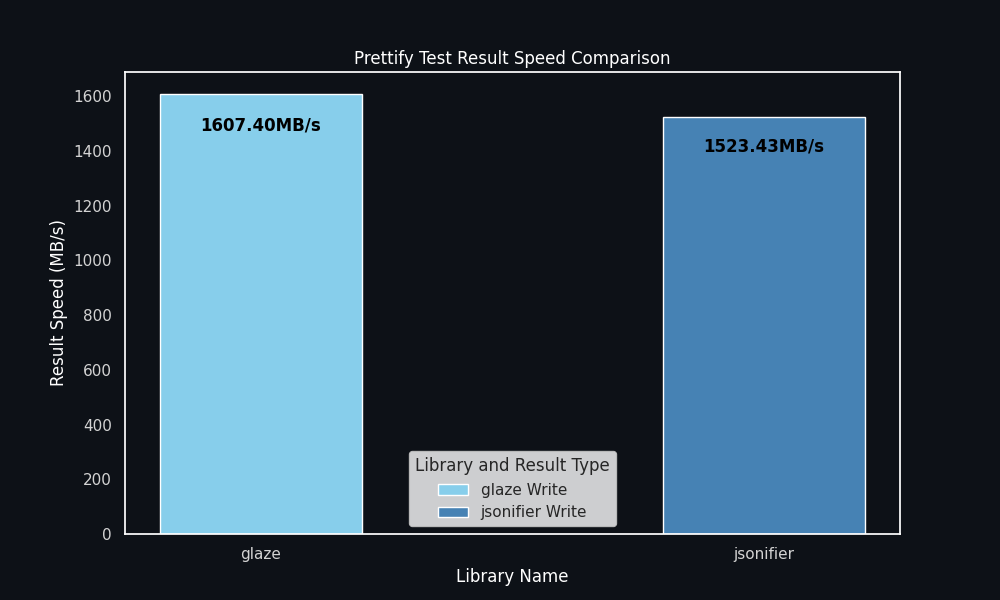 Prettify Test Result Speed Comparison
1600
1400
1200
1000
800
600
400
200
0
Result Speed (MB/s)
1607.40MB/s
1523.43MB/s
Library and Result Type
glaze Write
jsonifier Write
glaze
jsonifier
Library Name